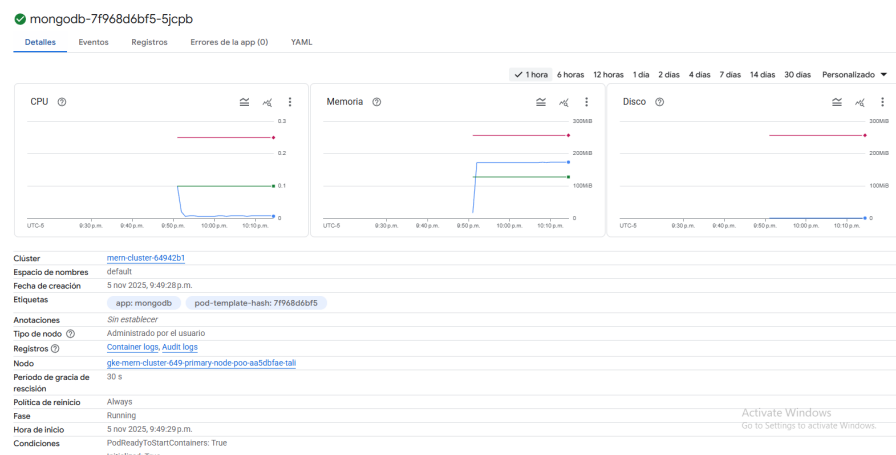 mongodb-7f968d6bf5-5jcpb
Detalles Eventos Registros Errores de la app (0) YAML
1 hora 6 horas 12 horas 1 día 2 días 4 días 7 días 14 días 30 días Personalizado
CPU
0.3
0.2
0.1
0
UTC-5 9:30 p.m. 9:40 p.m. 9:50 p.m. 10:00 p.m. 10:10 p.m.
Memoria
300MiB
200MiB
100MiB
0
UTC-5 9:30 p.m. 9:40 p.m. 9:50 p.m. 10:00 p.m. 10:10 p.m.
Disco
300MiB
200MiB
100MiB
0
UTC-5 9:30 p.m. 9:40 p.m. 9:50 p.m. 10:00 p.m. 10:10 p.m.
Clúster mern-cluster-64942b1
Espacio de nombres default
Fecha de creación 5 nov 2025, 9:49:28 p.m.
Etiquetas app: mongodb pod-template-hash: 7f968d6bf5
Anotaciones Sin establecer
Tipo de nodo Administrado por el usuario
Registros Container logs, Audit logs
Nodo gke-mern-cluster-649-primary-node-poo-aa5dbfae-tali
Período de gracia de
rescisión
30 s
Política de reinicio Always
Fase Running
Hora de inicio 5 nov 2025, 9:49:29 p.m.
Condiciones PodReadyToStartContainers: True
Activate Windows
Go to Settings to activate Windows.